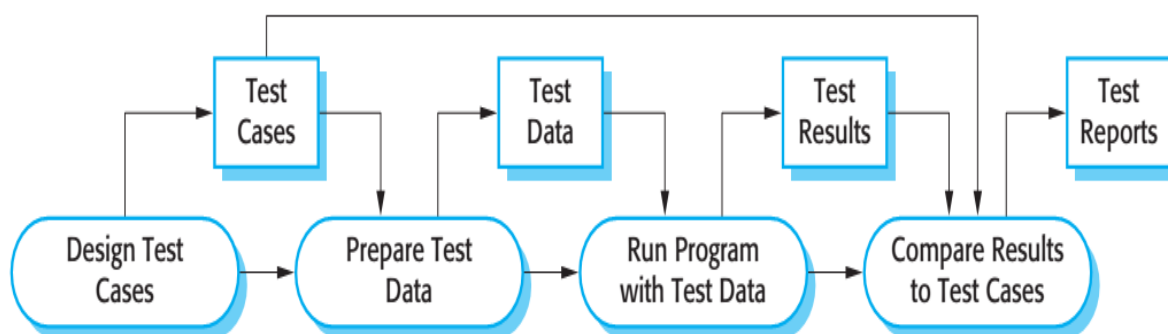 Test
Cases
Test
Data
Test
Results
Test
Reports
Design Test
Cases
Prepare Test
Data
Run Program
with Test Data
Compare Results
to Test Cases